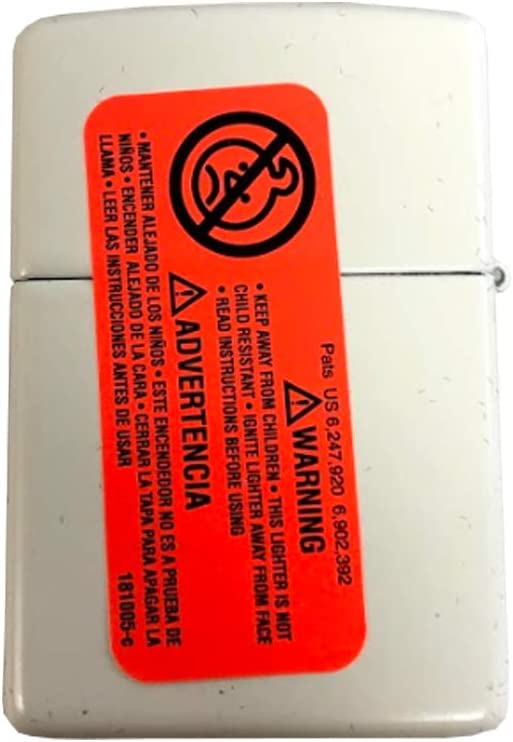 Pats US 6,247,920 6,902,392
⚠WARNING
• KEEP AWAY FROM CHILDREN • THIS LIGHTER IS NOT
CHILD RESISTANT • IGNITE LIGHTER AWAY FROM FACE
• READ INSTRUCTIONS BEFORE USING
⚠ADVERTENCIA
• MANTENER ALEJADO DE LOS NIÑOS • ESTE ENCENDEDOR NO ES A PRUEBA DE
NIÑOS • ENCENDER ALEJADO DE LA CARA • CERRAR LA TAPA PARA APAGAR LA
LLAMA • LEER LAS INSTRUCCIONES ANTES DE USAR
181005-c